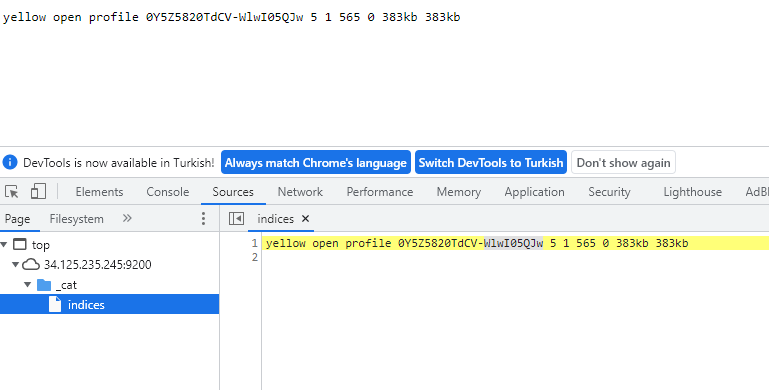 yellow open profile 0Y5Z5820TdCV-WlwI05QJw 5 1 565 0 383kb 383kb
DevTools is now available in Turkish! Always match Chrome's language Switch DevTools to Turkish Don't show again
Elements Console Sources Network Performance Memory Application Security Lighthouse AdBl
Page Filesystem » indices ×
top
34.125.235.245:9200
_cat
indices
1 yellow open profile 0Y5Z5820TdCV-WlwI05QJw 5 1 565 0 383kb 383kb
2